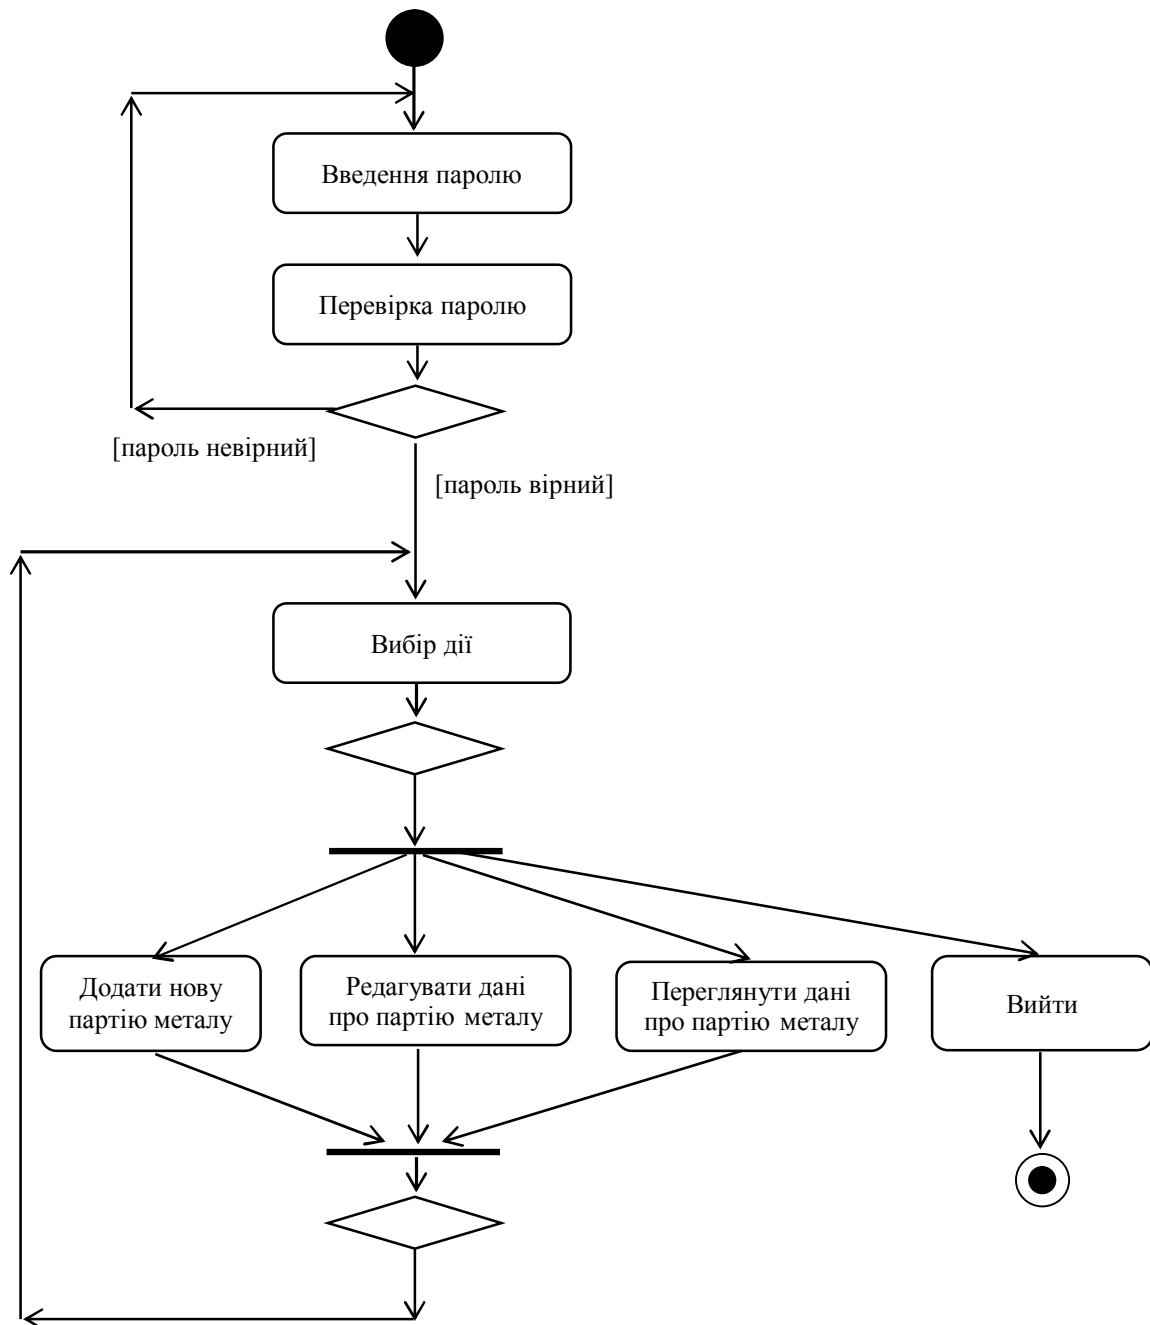 Введення паролю
Перевірка паролю
[пароль невірний]
[пароль вірний]
Вибір дії
Додати нову
партію металу
Редагувати дані
про партію металу
Переглянути дані
про партію металу
Вийти